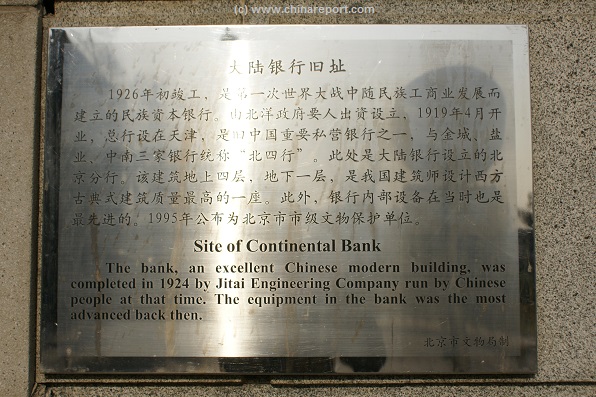 (c) www.chinareport.com
大陆银行旧址
1926年初竣工，是第一次世界大战中随民族工商业发展而
建立的民族资本银行。由北洋政府要人出资设立，1919年4月开
业，总行设在天津，是旧中国重要私营银行之一，与金城、盐
业、中南三家银行统称“北四行”。此处是大陆银行设立的北
京分行。该建筑地上四层，地下一层，是我国建筑师设计西方
古典式建筑质量最高的一座。此外，银行内部设备在当时也是
最先进的。1995年公布为北京市市级文物保护单位。
Site of Continental Bank
The bank, an excellent Chinese modern building, was
completed in 1924 by Jitai Engineering Company run by Chinese
people at that time. The equipment in the bank was the most
advanced back then.
北京市文物局制